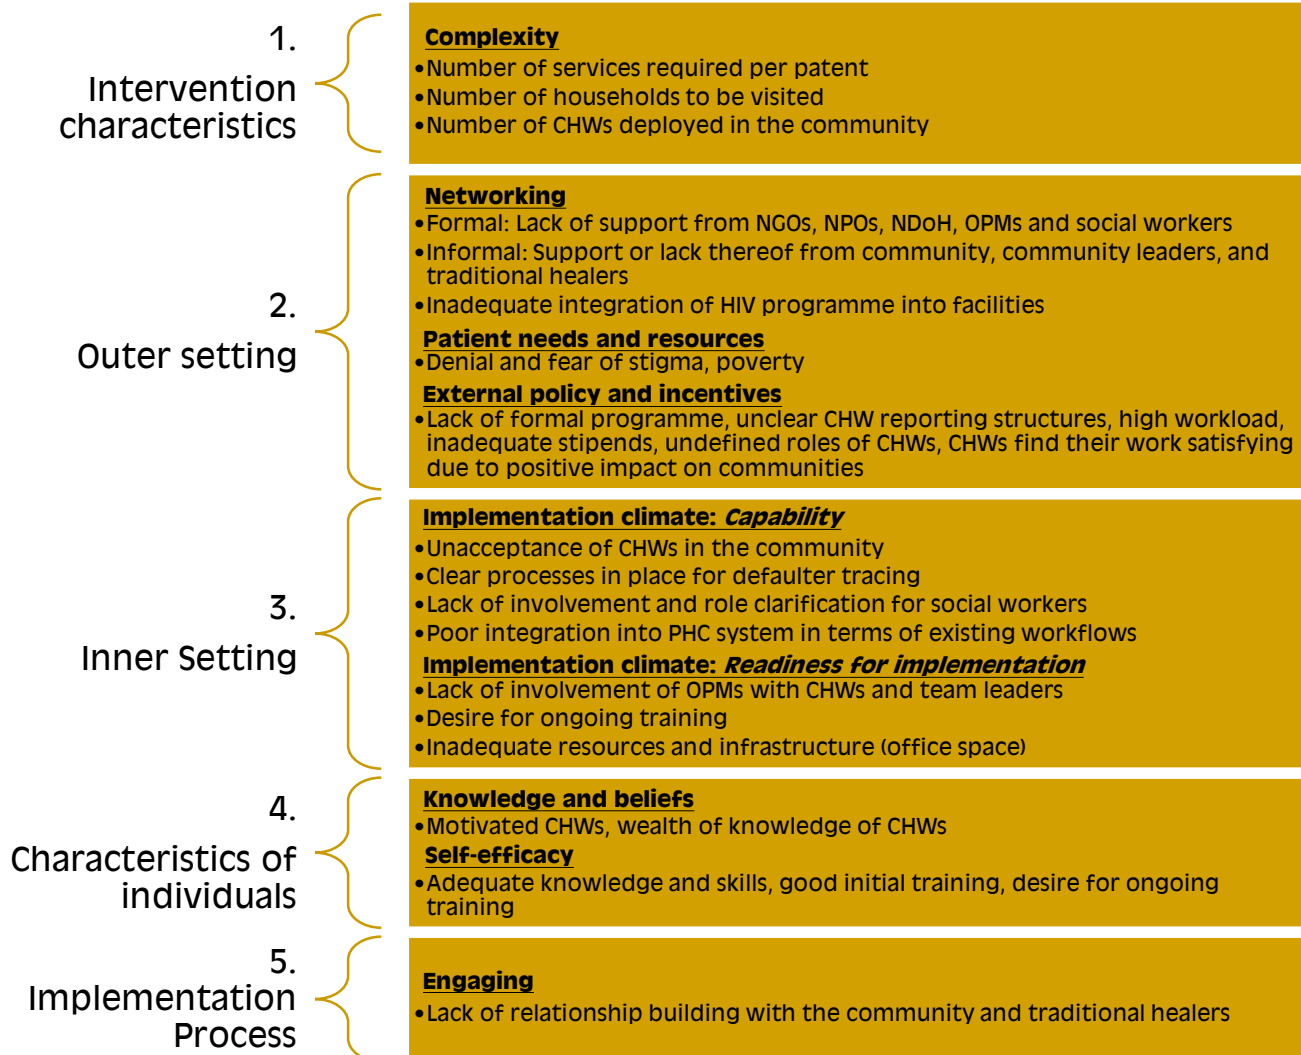 1.
Intervention
characteristics
Complexity
•Number of services required per patent
•Number of households to be visited
•Number of CHWs deployed in the community
2.
Outer setting
Networking
•Formal: Lack of support from NGOs, NPOs, NDoH, OPMs and social workers
•Informal: Support or lack thereof from community, community leaders, and
traditional healers
•Inadequate integration of HIV programme into facilities
Patient needs and resources
•Denial and fear of stigma, poverty
External policy and incentives
•Lack of formal programme, unclear CHW reporting structures, high workload,
inadequate stipends, undefined roles of CHWs, CHWs find their work satisfying
due to positive impact on communities
3.
Inner Setting
Implementation climate: Capability
•Unacceptance of CHWs in the community
•Clear processes in place for defaulter tracing
•Lack of involvement and role clarification for social workers
•Poor integration into PHC system in terms of existing workflows
Implementation climate: Readiness for implementation
•Lack of involvement of OPMs with CHWs and team leaders
•Desire for ongoing training
•Inadequate resources and infrastructure (office space)
4.
Characteristics of
individuals
Knowledge and beliefs
•Motivated CHWs, wealth of knowledge of CHWs
Self-efficacy
•Adequate knowledge and skills, good initial training, desire for ongoing
training
5.
Implementation
Process
Engaging
•Lack of relationship building with the community and traditional healers